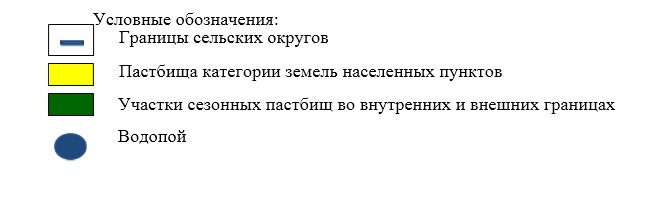 Условные обозначения:
Границы сельских округов
Пастбища категории земель населенных пунктов
Участки сезонных пастбищ во внутренних и внешних границах
Водопой